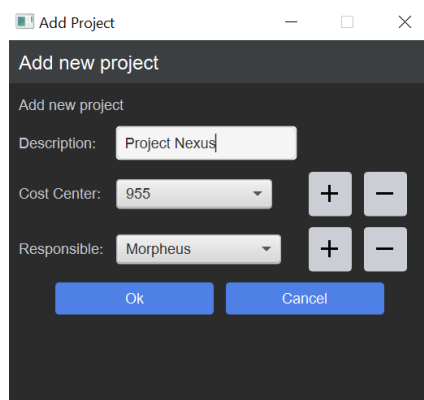 Add Project
Add new project
Add new project
Description: Project Nexus
Cost Center: 955 + −
Responsible: Morpheus + −
Ok Cancel